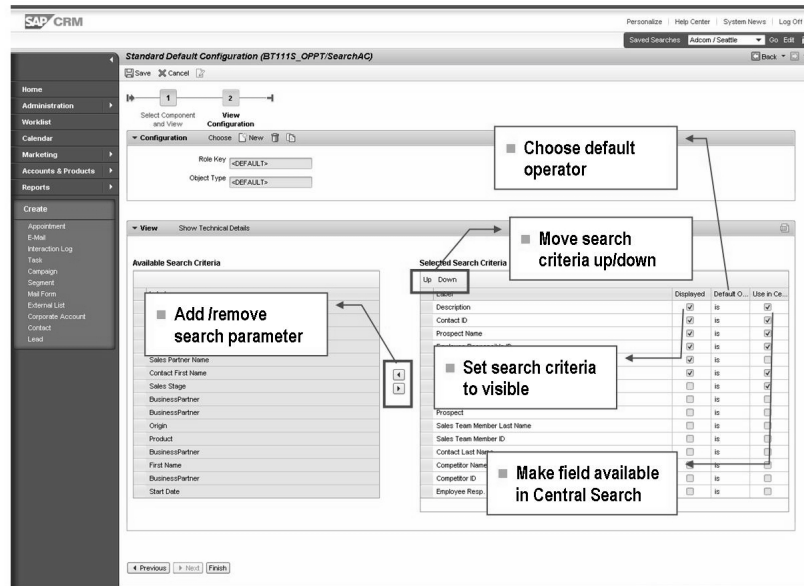 SAP CRM
Personalize | Help Center | System News | Log Off
Saved Searches Adcom / Seattle Go Edit
Standard Default Configuration (BT111S_OPPT/SearchAC)
Back
Save Cancel
Home
Administration
Worklist
Calendar
Marketing
Accounts & Products
Reports
Create
Appointment
E-Mail
Interaction Log
Task
Campaign
Segment
Mail Form
External List
Corporate Account
Contact
Lead
1 2
Select Component and View
View Configuration
Configuration Choose New
Role Key <DEFAULT>
Object Type <DEFAULT>
Choose default operator
View Show Technical Details
Move search criteria up/down
Available Search Criteria
Selected Search Criteria
Up Down
Label Displayed Default O... Use in Ce...
Add /remove search parameter
Sales Partner Name
Contact First Name
Sales Stage
BusinessPartner
BusinessPartner
Origin
Product
BusinessPartner
First Name
BusinessPartner
Start Date
Description is
Contact ID is
Prospect Name is
is
is
is
is
is
Prospect is
Sales Team Member Last Name is
Sales Team Member ID is
Contact Last Name is
Competitor Name is
Competitor ID is
Employee Resp. is
Set search criteria to visible
Make field available in Central Search
Previous Next Finish